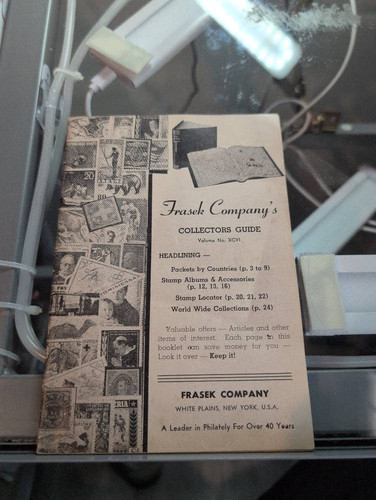 Frasek Company's
COLLECTORS GUIDE
Volume No. XCVI
HEADLINING —
Packets by Countries (p. 3 to 9)
Stamp Albums & Accessories
(p. 12, 13, 16)
Stamp Locator (p. 20, 21, 22)
World Wide Collections (p. 24)
Valuable offers — Articles and other
items of interest. Each page in this
booklet can save money for you —
Look it over — Keep it!
FRASEK COMPANY
WHITE PLAINS, NEW YORK, U.S.A.
A Leader in Philately For Over 40 Years